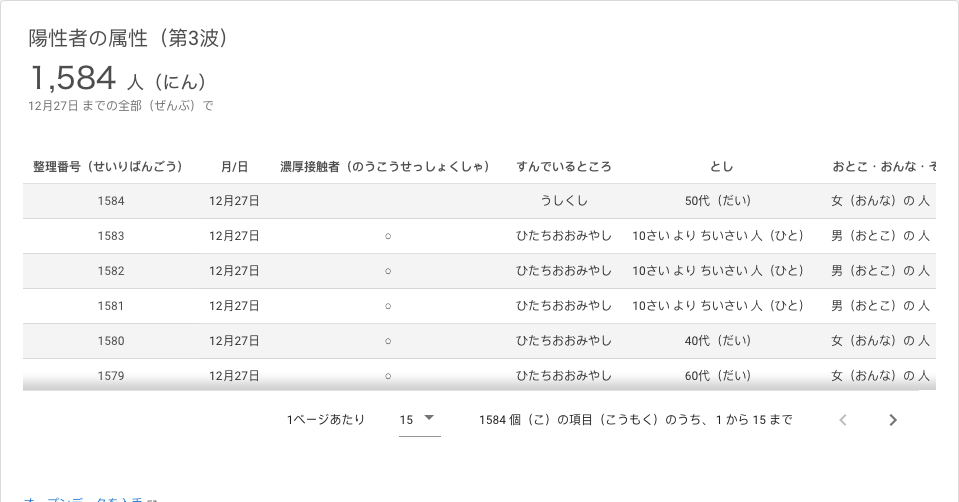 陽性者の属性（第3波）
1,584 人（にん）
12月27日 までの全部（ぜんぶ）で
整理番号（せいりばんごう） 月/日 濃厚接触者（のうこうせっしょくしゃ） すんでいるところ とし おとこ・おんな・そ
1584 12月27日 うしくし 50代（だい） 女（おんな）の 人
1583 12月27日 ○ ひたちおおみやし 10さい より ちいさい 人（ひと） 男（おとこ）の 人
1582 12月27日 ○ ひたちおおみやし 10さい より ちいさい 人（ひと） 男（おとこ）の 人
1581 12月27日 ○ ひたちおおみやし 10さい より ちいさい 人（ひと） 男（おとこ）の 人
1580 12月27日 ○ ひたちおおみやし 40代（だい） 女（おんな）の 人
1579 12月27日 ○ ひたちおおみやし 60代（だい） 女（おんな）の 人
1ページあたり 15 1584 個（こ）の項目（こうもく）のうち、1 から 15 まで
オープンデータを入手